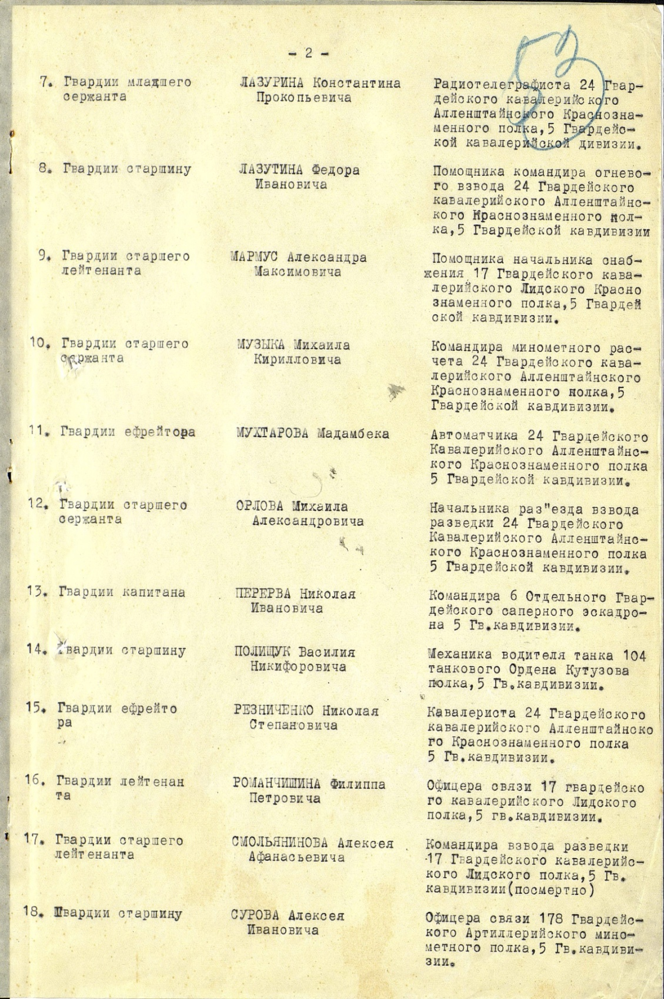 - 2 -
7. Гвардии младшего ЛАЗУРИНА Константина Радиотелеграфиста 24 Гвар-
сержанта Прокопьевича дейского кавалерийского
Алленштайнского Краснозна-
менного полка,5 Гвардейс-
кой кавалерийской дивизии.
8. Гвардии старшину ЛАЗУТИНА Федора Помощника командира огнево-
Ивановича го взвода 24 Гвардейского
кавалерийского Алленштайнс-
кого Краснознаменного пол-
ка,5 Гвардейской кавдивизии
9. Гвардии старшего МАРМУС Александра Помощника начальника снаб-
лейтенанта Максимовича жения 17 Гвардейского кава-
лерийского Лидского Красно
знаменного полка,5 Гвардей
ской кавдивизии.
10. Гвардии старшего МУЗЫКА Михаила Командира минометного рас-
сержанта Кирилловича чета 24 Гвардейского кава-
лерийского Алленштайнского
Краснознаменного полка,5
Гвардейской кавдивизии.
11. Гвардии ефрейтора МУХТАРОВА Мадамбека Автоматчика 24 Гвардейского
Кавалерийского Алленштайнс-
кого Краснознаменного полка
5 Гвардейской кавдивизии.
12. Гвардии старшего ОРЛОВА Михаила Начальника раз"езда взвода
сержанта Александровича разведки 24 Гвардейского
Кавалерийского Алленштайнс-
кого Краснознаменного полка
5 Гвардейской кавдивизии.
13. Гвардии капитана ПЕРЕРВА Николая Командира 6 Отдельного Гвар-
Ивановича дейского саперного эскадро-
на 5 Гв.кавдивизии.
14. Гвардии старшину ПОЛИЩУК Василия Механика водителя танка 104
Никифоровича танкового Ордена Кутузова
полка,5 Гв.кавдивизии.
15. Гвардии ефрейто РЕЗНИЧЕНКО Николая Кавалериста 24 Гвардейского
ра Степановича кавалерийского Алленштайнско
го Краснознаменного полка
5 Гв.кавдивизии.
16. Гвардии лейтенан РОМАНЧИШИНА Филиппа Офицера связи 17 гвардейско
та Петровича го кавалерийского Лидского
полка,5 гв.кавдивизии.
17. Гвардии старшего СМОЛЬЯНИНОВА Алексея Командира взвода разведки
лейтенанта Афанасьевича 17 Гвардейского кавалерийс-
кого Лидского полка,5 Гв.
кавдивизии(посмертно)
18. Гвардии старшину СУРОВА Алексея Офицера связи 178 Гвардейс-
Ивановича кого Артиллерийского мино-
метного полка,5 Гв.кавдиви-
зии.